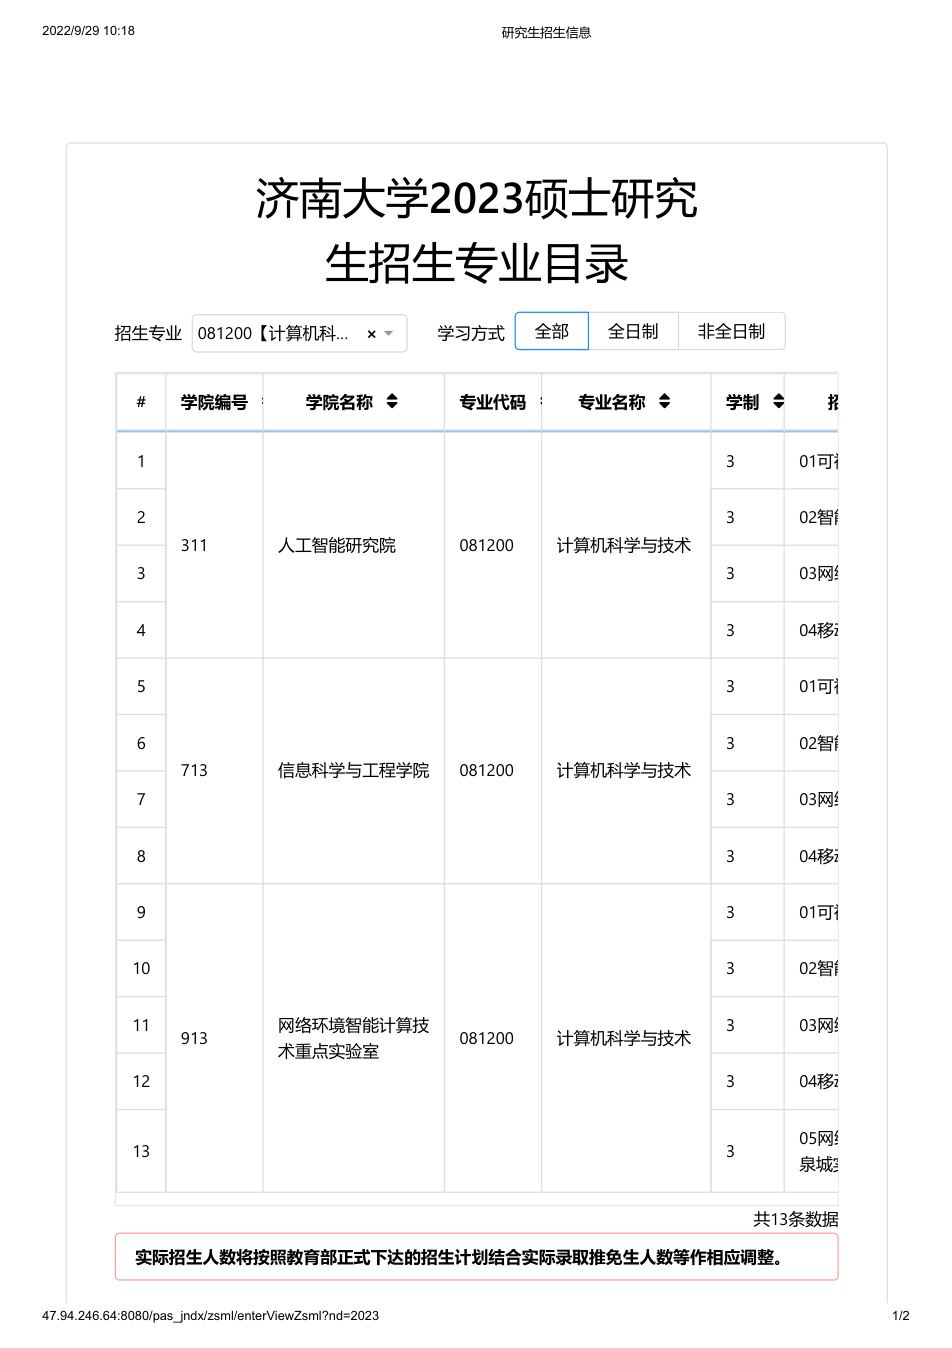 2022/9/29 10:18
研究生招生信息
济南大学2023硕士研究
生招生专业目录
招生专业 081200【计算机科... × 学习方式 全部 全日制 非全日制
# 学院编号 学院名称 专业代码 专业名称 学制
1 3 01可
2 3 02智
311 人工智能研究院 081200 计算机科学与技术
3 3 03网
4 3 04移
5 3 01可
6 3 02智
713 信息科学与工程学院 081200 计算机科学与技术
7 3 03网
8 3 04移
9 3 01可
10 3 02智
11 3 03网
913 网络环境智能计算技
术重点实验室 081200 计算机科学与技术
12 3 04移
13 3 05网
泉城
共13条数据
实际招生人数将按照教育部正式下达的招生计划结合实际录取推免生人数等作相应调整。
47.94.246.64:8080/pas_jndx/zsml/enterViewZsml?nd=2023
1/2